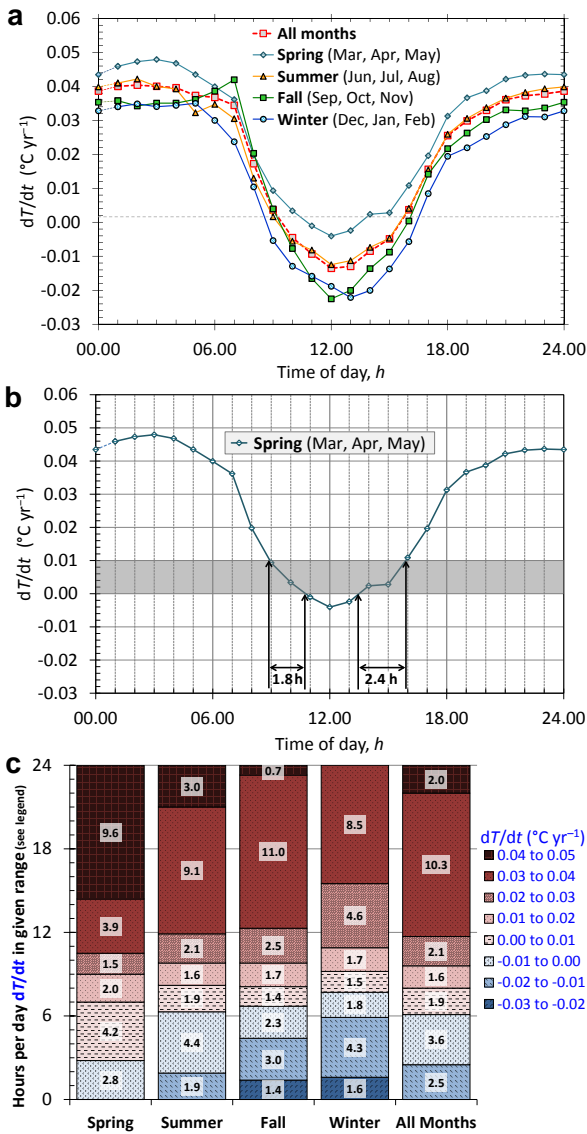 a
0.06
0.05
0.04
0.03
0.02
0.01
0.00
-0.01
-0.02
-0.03
dT/dt (°C yr⁻¹)
All months
Spring (Mar, Apr, May)
Summer (Jun, Jul, Aug)
Fall (Sep, Oct, Nov)
Winter (Dec, Jan, Feb)
00.00 06.00 12.00 18.00 24.00
Time of day, h
b
0.06
0.05
0.04
0.03
0.02
0.01
0.00
-0.01
-0.02
-0.03
dT/dt (°C yr⁻¹)
Spring (Mar, Apr, May)
1.8 h 2.4 h
00.00 06.00 12.00 18.00 24.00
Time of day, h
c
24
18
12
6
0
Hours per day dT/dt in given range (see legend)
9.6
3.9
1.5
2.0
4.2
2.8
3.0
9.1
2.1
1.6
1.9
4.4
1.9
0.7
11.0
2.5
1.7
1.4
2.3
3.0
1.4
8.5
4.6
1.7
1.5
1.8
4.3
1.6
2.0
10.3
2.1
1.6
1.9
3.6
2.5
Spring Summer Fall Winter All Months
dT/dt (°C yr⁻¹)
0.04 to 0.05
0.03 to 0.04
0.02 to 0.03
0.01 to 0.02
0.00 to 0.01
-0.01 to 0.00
-0.02 to -0.01
-0.03 to -0.02